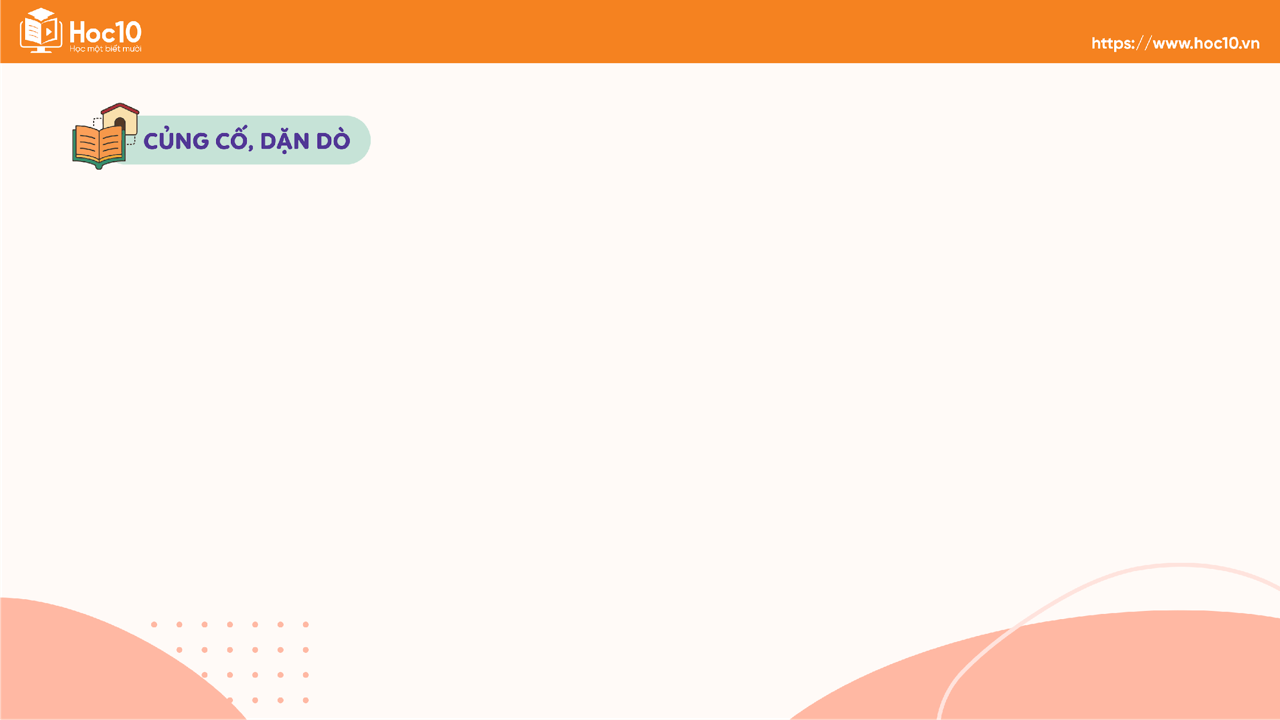 Hoc10
Học một biết mười
https://www.hoc10.vn
CỦNG CỐ, DẶN DÒ